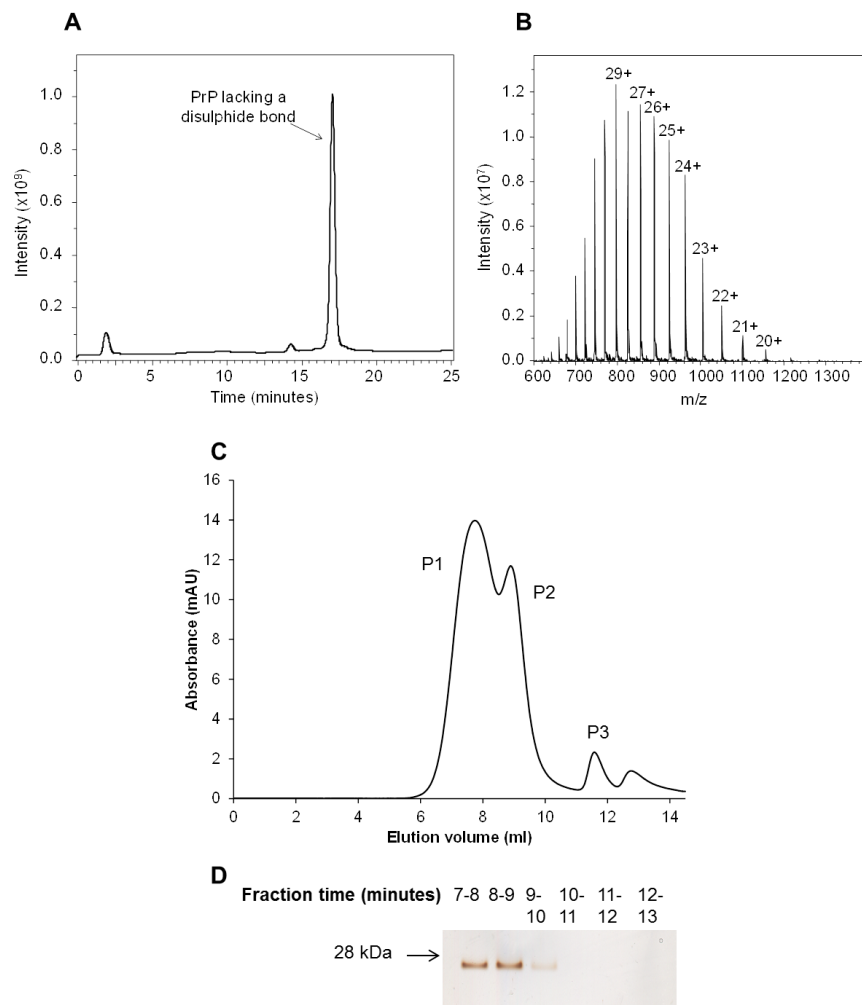 A
PrP lacking a
disulphide bond
Intensity (x10⁹)
1.0
0.8
0.6
0.4
0.2
0.0
0
5
10
15
20
25
Time (minutes)
B
Intensity (x10⁷)
1.2
1.0
0.8
0.6
0.4
0.2
0.0
29+
27+
26+
25+
24+
23+
22+
21+
20+
600 700 800 900 1000 1100 1200 1300
m/z
C
Absorbance (mAU)
16
14
12
10
8
6
4
2
0
P1
P2
P3
0 2 4 6 8 10 12 14
Elution volume (ml)
D
Fraction time (minutes) 7-8 8-9 9- 10- 11- 12-
10 11 12 13
28 kDa